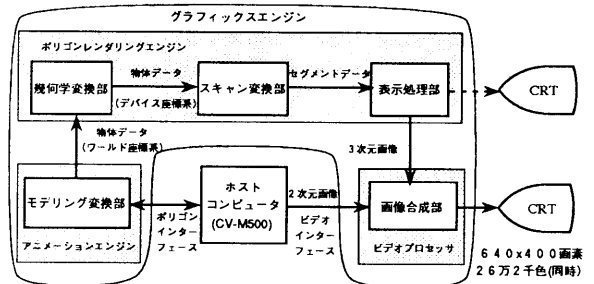 グラフィックスエンジン
ポリゴンレンダリングエンジン
幾何学変換部
物体データ
(デバイス座標系)
スキャン変換部
セグメントデータ
表示処理部
CRT
物体データ
(ワールド座標系)
3次元画像
モデリング変換部
アニメーションエンジン
ポリゴン
インター
フェース
ホスト
コンピュータ
(CV-M500)
2次元画像
ビデオ
インター
フェース
画像合成部
ビデオプロセッサ
CRT
640x400画素
26万2千色(同時)